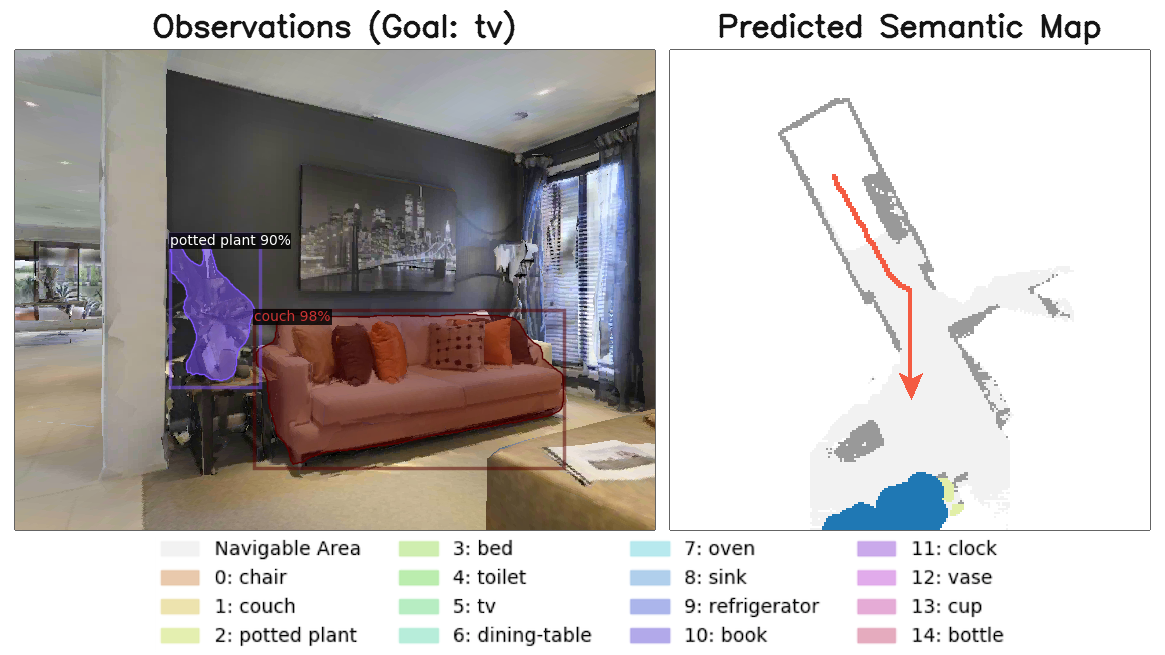 Observations (Goal: tv)
Predicted Semantic Map
potted plant 90%
couch 98%
Navigable Area
0: chair
1: couch
2: potted plant
3: bed
4: toilet
5: tv
6: dining-table
7: oven
8: sink
9: refrigerator
10: book
11: clock
12: vase
13: cup
14: bottle